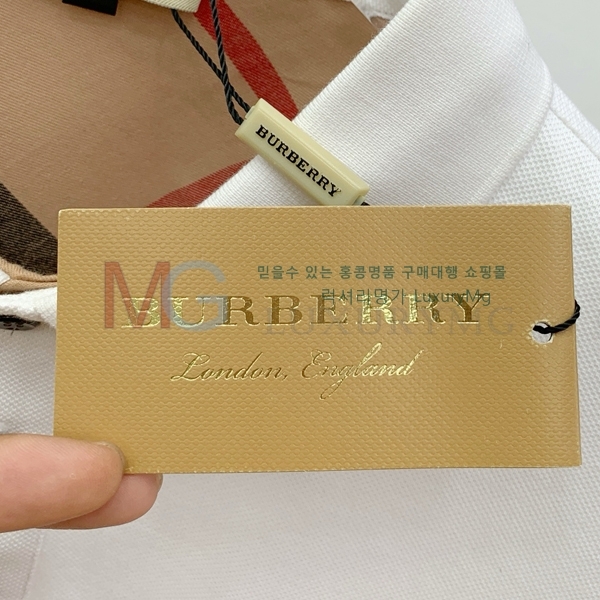 BURBERRY
믿을수 있는 홍콩명품 구매대행 쇼핑몰
럭셔리명가 LuxuryMg
MG
BURBERRY
London, England